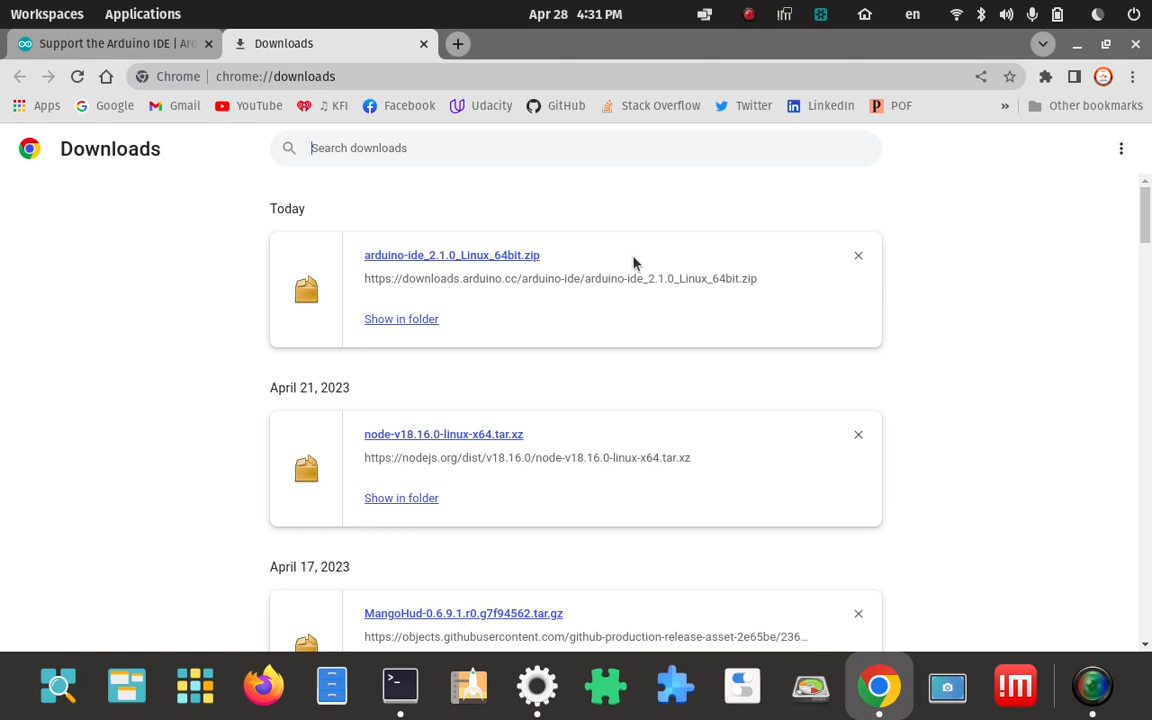 Workspaces Applications Apr 28 4:31 PM en
Support the Arduino IDE | Ard Downloads
Chrome chrome://downloads
Apps Google Gmail YouTube ♫ KFI Facebook Udacity GitHub Stack Overflow Twitter LinkedIn POF » Other bookmarks
Downloads Search downloads
Today
arduino-ide_2.1.0_Linux_64bit.zip
https://downloads.arduino.cc/arduino-ide/arduino-ide_2.1.0_Linux_64bit.zip
Show in folder
April 21, 2023
node-v18.16.0-linux-x64.tar.xz
https://nodejs.org/dist/v18.16.0/node-v18.16.0-linux-x64.tar.xz
Show in folder
April 17, 2023
MangoHud-0.6.9.1.r0.g7f94562.tar.gz
https://objects.githubusercontent.com/github-production-release-asset-2e65be/236…